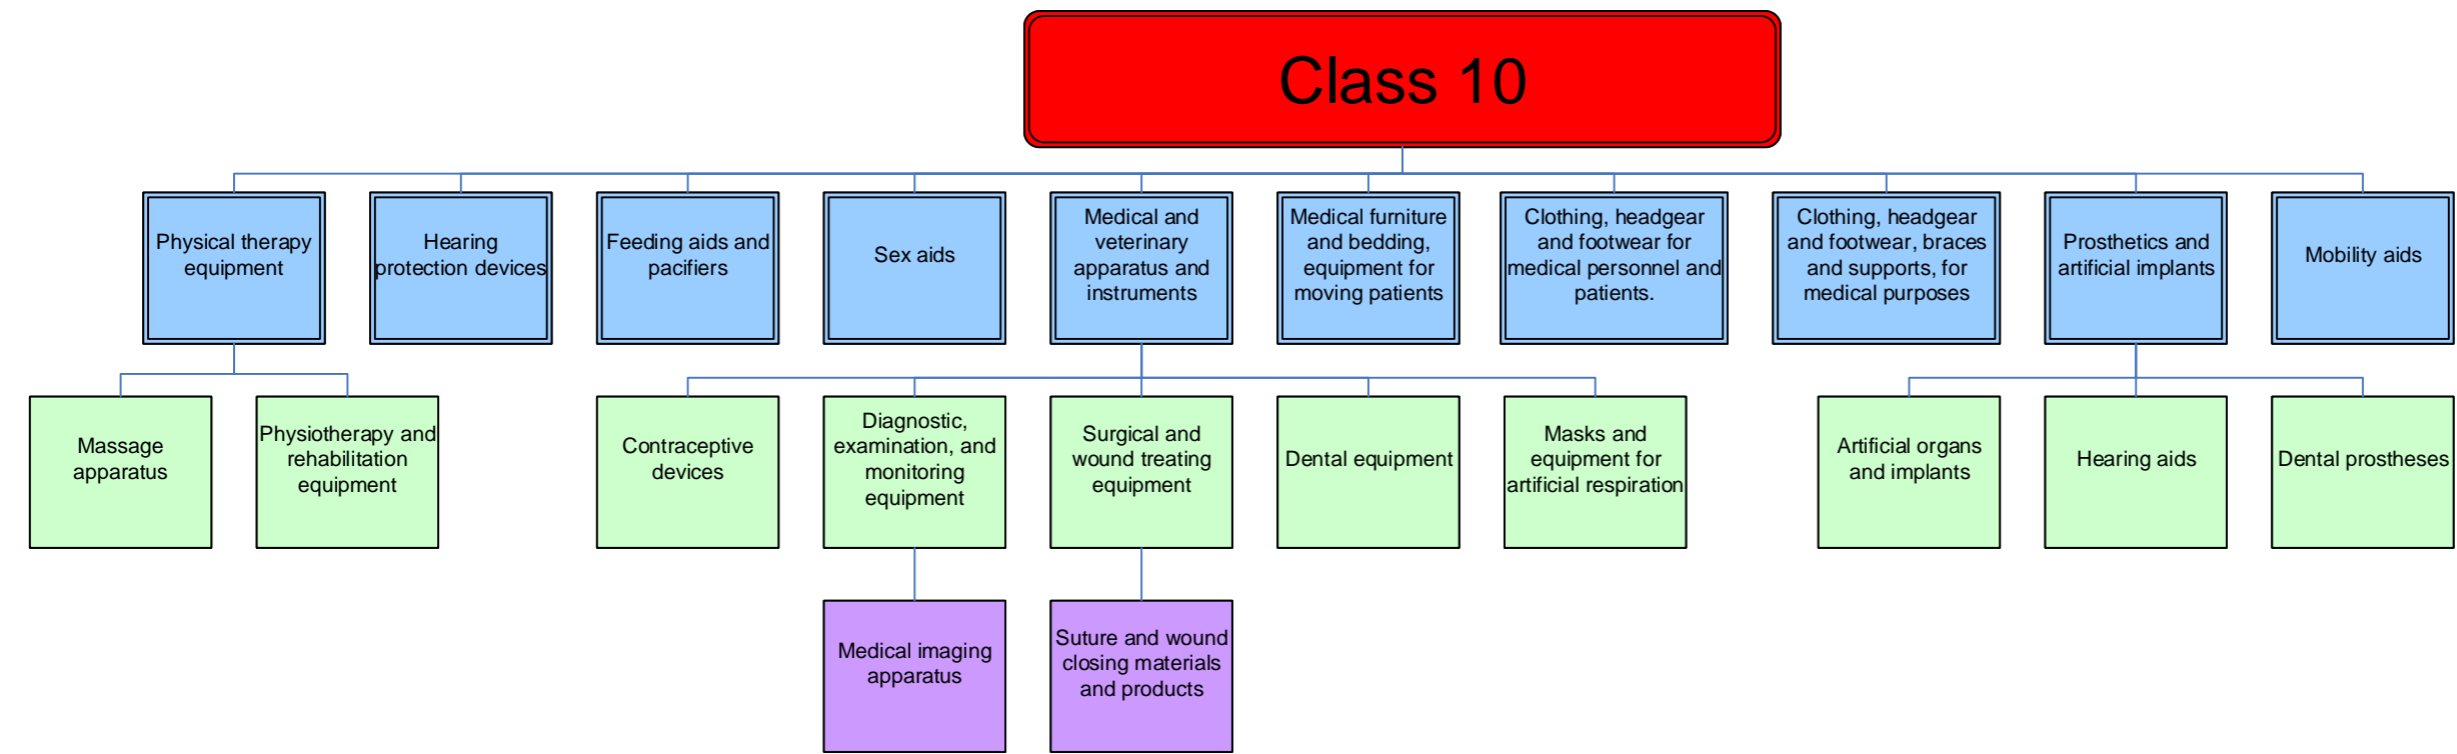 Class 10
Physical therapy
equipment
Hearing
protection devices
Feeding aids and
pacifiers
Sex aids
Medical and
veterinary
apparatus and
instruments
Medical furniture
and bedding,
equipment for
moving patients
Clothing, headgear
and footwear for
medical personnel and
patients.
Clothing, headgear
and footwear, braces
and supports, for
medical purposes
Prosthetics and
artificial implants
Mobility aids
Massage
apparatus
Physiotherapy and
rehabilitation
equipment
Contraceptive
devices
Diagnostic,
examination, and
monitoring
equipment
Surgical and
wound treating
equipment
Dental equipment
Masks and
equipment for
artificial respiration
Artificial organs
and implants
Hearing aids
Dental prostheses
Medical imaging
apparatus
Suture and wound
closing materials
and products